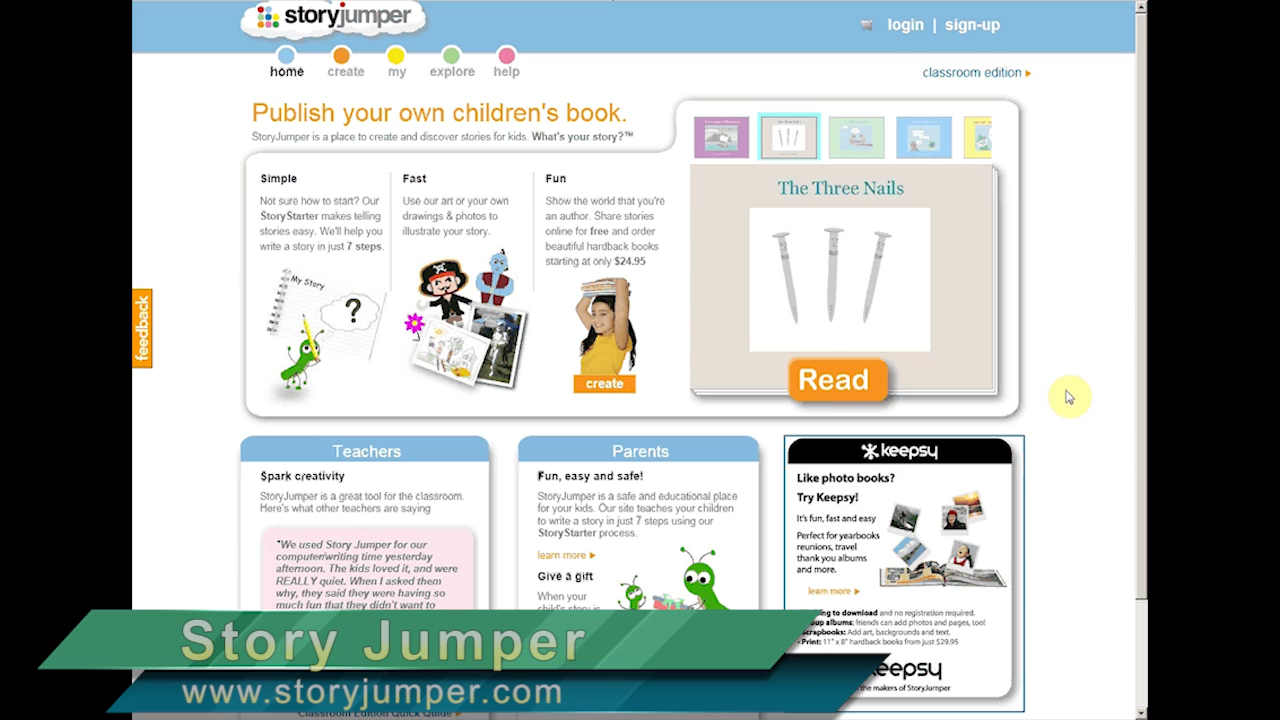 storyjumper
login | sign-up
home create my explore help
classroom edition
Publish your own children's book.
StoryJumper is a place to create and discover stories for kids. What's your story?™
Simple
Not sure how to start? Our
StoryStarter makes telling
stories easy. We'll help you
write a story in just 7 steps.
My Story
?
Fast
Use our art or your own
drawings & photos to
illustrate your story.
Fun
Show the world that you're
an author. Share stories
online for free and order
beautiful hardback books
starting at only $24.95
create
The Three Nails
Read
feedback
Teachers
Spark creativity
StoryJumper is a great tool for the classroom.
Here's what other teachers are saying
"We used Story Jumper for our
computer/writing time yesterday
afternoon. The kids loved it, and were
REALLY quiet. When I asked them
why, they said they were having so
much fun that they didn't want to
Classroom Edition Quick Guide
Parents
Fun, easy and safe!
StoryJumper is a safe and educational place
for your kids. Our site teaches your children
to write a story in just 7 steps using our
StoryStarter process.
learn more
Give a gift
When your
child's story is
keepsy
Like photo books?
Try Keepsy!
It's fun, fast and easy
Perfect for yearbooks
reunions, travel
thank you albums
and more.
learn more
to download and no registration required.
albums: friends can add photos and pages, too!
Scrapbooks: Add art, backgrounds and text.
Print: 11" x 8" hardback books from just $29.95
keepsy
the makers of StoryJumper
Story Jumper
www.storyjumper.com